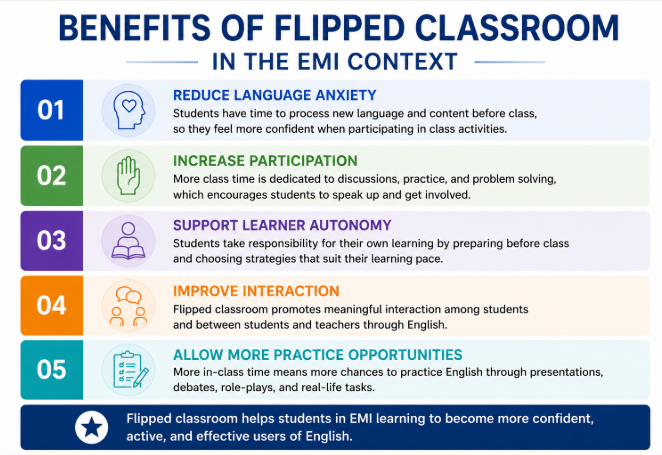 BENEFITS OF FLIPPED CLASSROOM
IN THE EMI CONTEXT
01
REDUCE LANGUAGE ANXIETY
Students have time to process new language and content before class,
so they feel more confident when participating in class activities.
02
INCREASE PARTICIPATION
More class time is dedicated to discussions, practice, and problem solving,
which encourages students to speak up and get involved.
03
SUPPORT LEARNER AUTONOMY
Students take responsibility for their own learning by preparing before class
and choosing strategies that suit their learning pace.
04
IMPROVE INTERACTION
Flipped classroom promotes meaningful interaction among students
and between students and teachers through English.
05
ALLOW MORE PRACTICE OPPORTUNITIES
More in-class time means more chances to practice English through presentations,
debates, role-plays, and real-life tasks.
Flipped classroom helps students in EMI learning to become more confident,
active, and effective users of English.